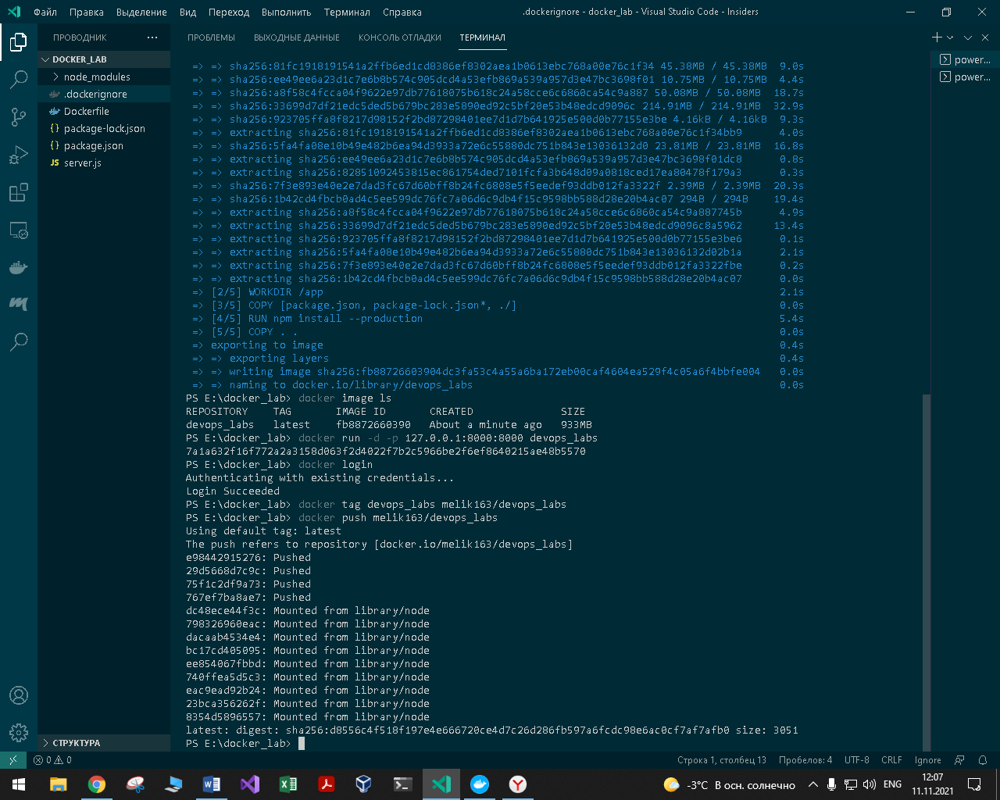 Файл Правка Выделение Вид Переход Выполнить Терминал Справка .dockerignore - docker_lab - Visual Studio Code - Insiders
ПРОВОДНИК
DOCKER_LAB
node_modules
.dockerignore
Dockerfile
package-lock.json
package.json
server.js
СТРУКТУРА
ПРОБЛЕМЫ ВЫХОДНЫЕ ДАННЫЕ КОНСОЛЬ ОТЛАДКИ ТЕРМИНАЛ
power...
power...
=> => sha256:81fc1918191541a2ffb6ed1cd8386ef8302aea1b0613ebc768a00e76c1f34 45.38MB / 45.38MB 9.0s
=> => sha256:ee49ee6a23d1c7e6b8b574c905dcd4a53efb869a539a957d3e47bc3698f01 10.75MB / 10.75MB 4.4s
=> => sha256:a8f58c4fcca04f9622e97db77618075b618c24a58cce6c6860ca54c9a887 50.08MB / 50.08MB 18.7s
=> => sha256:33699d7df21edc5ded5b679bc283e5890ed92c5bf20e53b48edcd9096c 214.91MB / 214.91MB 32.9s
=> => sha256:923705ffa8f8217d98152f2bd87298401ee7d1d7b641925e500d0b77155e3be 4.16kB / 4.16kB 9.3s
=> => extracting sha256:81fc1918191541a2ffb6ed1cd8386ef8302aea1b0613ebc768a00e76c1f34bb9 4.0s
=> => sha256:5fa4fa08e10b49e482b6ea94d3933a72e6c55880dc751b843e13036132d0 23.81MB / 23.81MB 16.8s
=> => extracting sha256:ee49ee6a23d1c7e6b8b574c905dcd4a53efb869a539a957d3e47bc3698f01dc8 0.8s
=> => extracting sha256:82851092453815ec861754ded7101fcfa3b648d09a0818ced17ea80478f179a3 0.3s
=> => sha256:7f3e893e40e2e7dad3fc67d60bff8b24fc6808e5f5eedef93ddb012fa3322f 2.39MB / 2.39MB 20.3s
=> => sha256:1b42cd4fbcb0ad4c5ee599dc76fc7a06d6c9db4f15c9598bb588d28e20b4ac07 294B / 294B 19.4s
=> => extracting sha256:a8f58c4fcca04f9622e97db77618075b618c24a58cce6c6860ca54c9a887745b 4.9s
=> => extracting sha256:33699d7df21edc5ded5b679bc283e5890ed92c5bf20e53b48edcd9096c8a5962 13.4s
=> => extracting sha256:923705ffa8f8217d98152f2bd87298401ee7d1d7b641925e500d0b77155e3be6 0.1s
=> => extracting sha256:5fa4fa08e10b49e482b6ea94d3933a72e6c55880dc751b843e13036132d02b1a 2.1s
=> => extracting sha256:7f3e893e40e2e7dad3fc67d60bff8b24fc6808e5f5eedef93ddb012fa3322fbe 0.2s
=> => extracting sha256:1b42cd4fbcb0ad4c5ee599dc76fc7a06d6c9db4f15c9598bb588d28e20b4ac07 0.0s
=> [2/5] WORKDIR /app 2.1s
=> [3/5] COPY [package.json, package-lock.json*, ./] 0.0s
=> [4/5] RUN npm install --production 5.4s
=> [5/5] COPY . . 0.0s
=> exporting to image 0.4s
=> => exporting layers 0.4s
=> => writing image sha256:fb88726603904dc3fa53c4a55a6ba172eb00caf4604ea529f4c05a6f4bbfe004 0.0s
=> => naming to docker.io/library/devops_labs 0.0s
PS E:\docker_lab> docker image ls
REPOSITORY TAG IMAGE ID CREATED SIZE
devops_labs latest fb8872660390 About a minute ago 933MB
PS E:\docker_lab> docker run -d -p 127.0.0.1:8000:8000 devops_labs
7a1a632f16f772a2a3158d063f2d4022f7b2c5966be2f6ef8640215ae48b5570
PS E:\docker_lab> docker login
Authenticating with existing credentials...
Login Succeeded
PS E:\docker_lab> docker tag devops_labs melik163/devops_labs
PS E:\docker_lab> docker push melik163/devops_labs
Using default tag: latest
The push refers to repository [docker.io/melik163/devops_labs]
e98442915276: Pushed
29d5668d7c9c: Pushed
75f1c2df9a73: Pushed
767ef7ba8ae7: Pushed
dc48ece44f3c: Mounted from library/node
798326960eac: Mounted from library/node
dacaab4534e4: Mounted from library/node
bc17cd405095: Mounted from library/node
ee854067fbbd: Mounted from library/node
740ffea5d5c3: Mounted from library/node
eac9ead92b24: Mounted from library/node
23bca356262f: Mounted from library/node
8354d5896557: Mounted from library/node
latest: digest: sha256:d8556c4f518f197e4e666720ce4d7c26d286fb597a6fcdc98e6ac0cf7af7afb0 size: 3051
PS E:\docker_lab>
0 0 Строка 1, столбец 13 Пробелов: 4 UTF-8 CRLF Ignore
-3°C В осн. солнечно ENG 12:07
11.11.2021